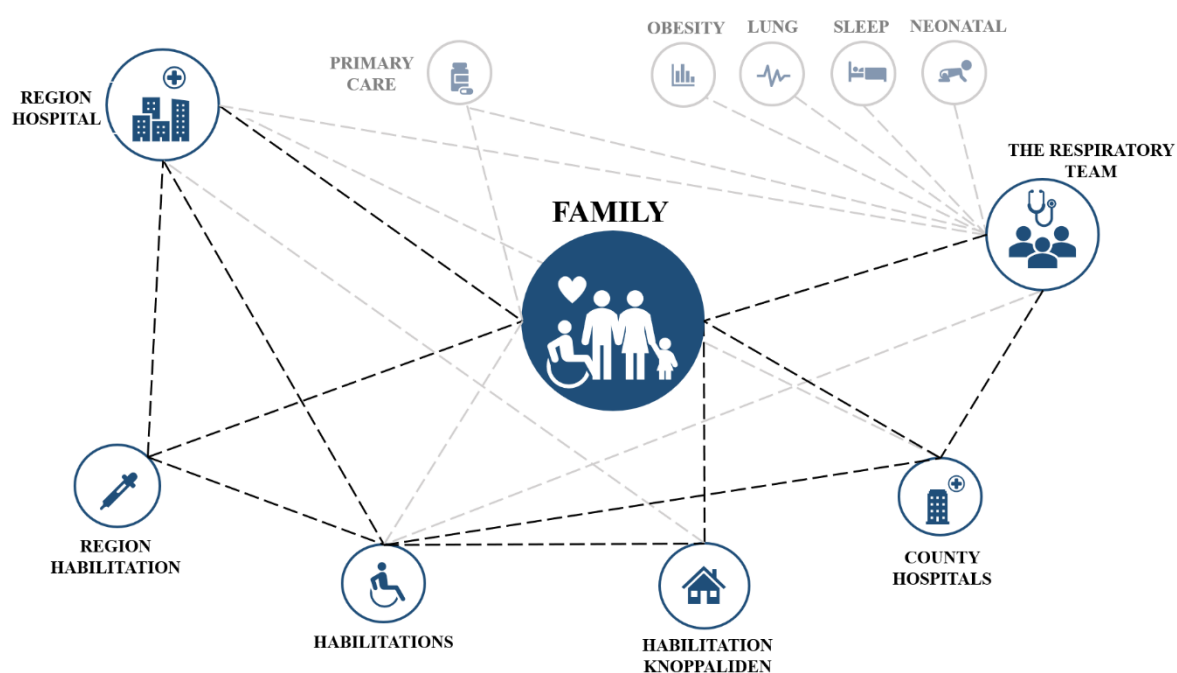 OBESITY
LUNG
SLEEP
NEONATAL
PRIMARY
CARE
REGION
HOSPITAL
THE RESPIRATORY
TEAM
FAMILY
REGION
HABILITATION
COUNTY
HOSPITALS
HABILITATIONS
HABILITATION
KNOPPALIDEN